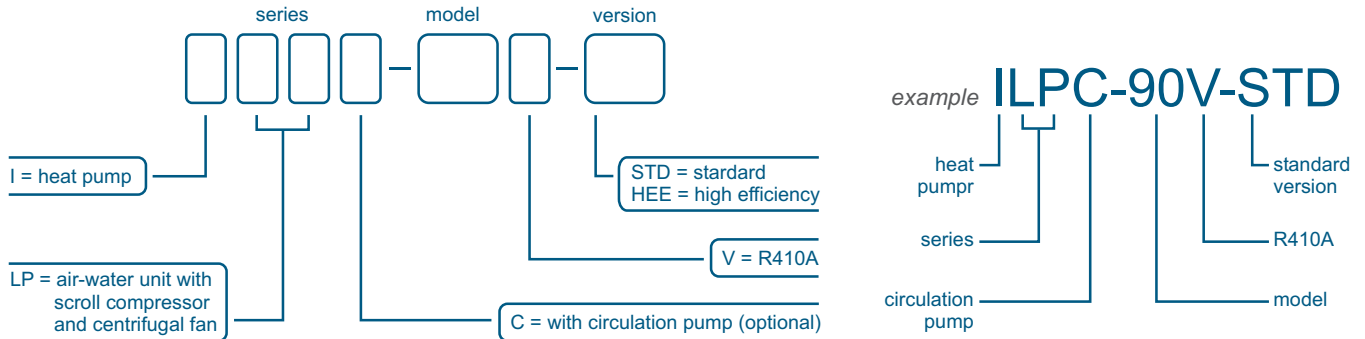 series
model
version
I = heat pump
STD = stardard
HEE = high efficiency
V = R410A
LP = air-water unit with
scroll compressor
and centrifugal fan
C = with circulation pump (optional)
example ILPC-90V-STD
heat
pumpr
standard
version
series
R410A
circulation
pump
model